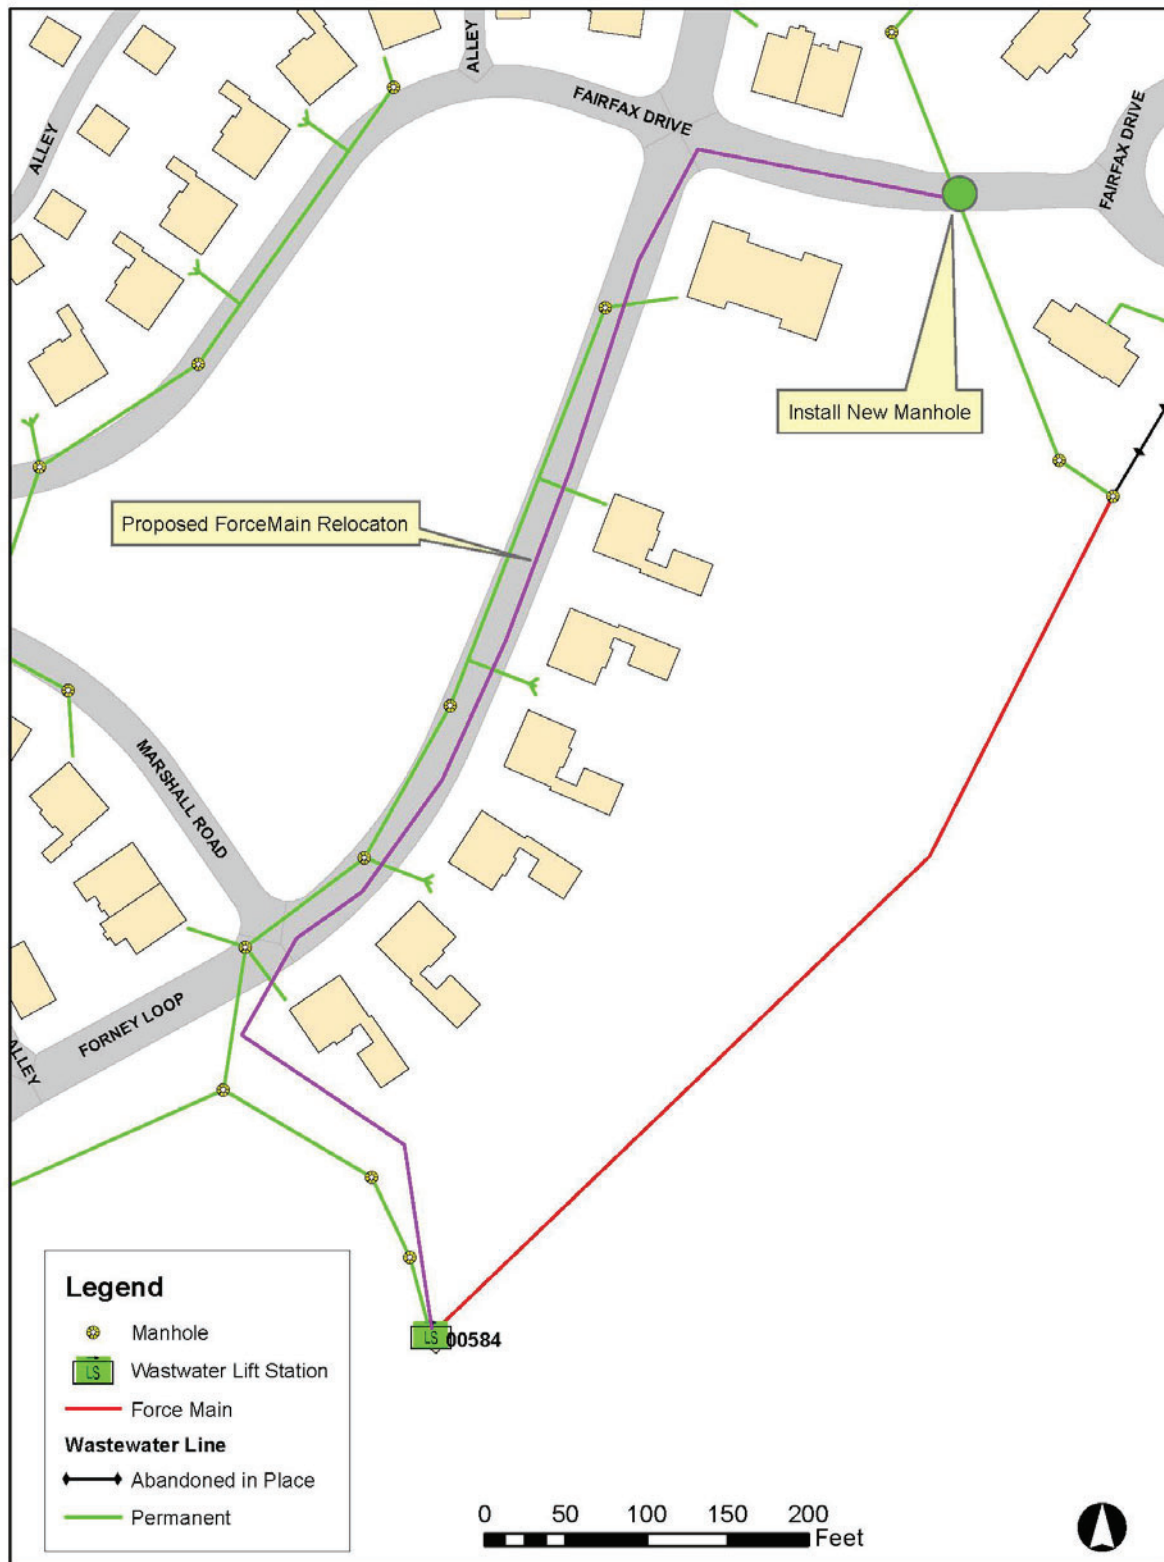 ALLEY
ALLEY
FAIRFAX DRIVE
FAIRFAX DRIVE
Install New Manhole
Proposed ForceMain Relocaton
MARSHALL ROAD
FORNEY LOOP
ALLEY
LS 00584
Legend
Manhole
LS Wastwater Lift Station
Force Main
Wastewater Line
Abandoned in Place
Permanent
0 50 100 150 200
Feet